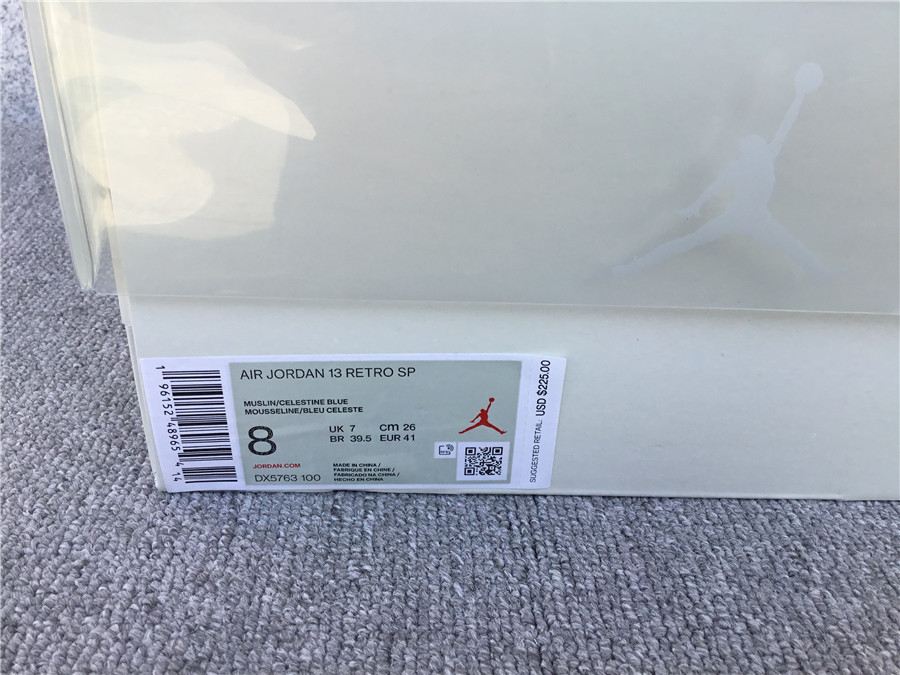 AIR JORDAN 13 RETRO SP
MUSLIN/CELESTINE BLUE
MOUSSELINE/BLEU CELESTE
8
UK 7 cm 26
BR 39.5 EUR 41
JORDAN.COM
DX5763 100
MADE IN CHINA /
FABRIQUÉ EN CHINE /
FABRICADO NA CHINA /
HECHO EN CHINA
1 96152 48965 4 14
SUGGESTED RETAIL: USD $225.00